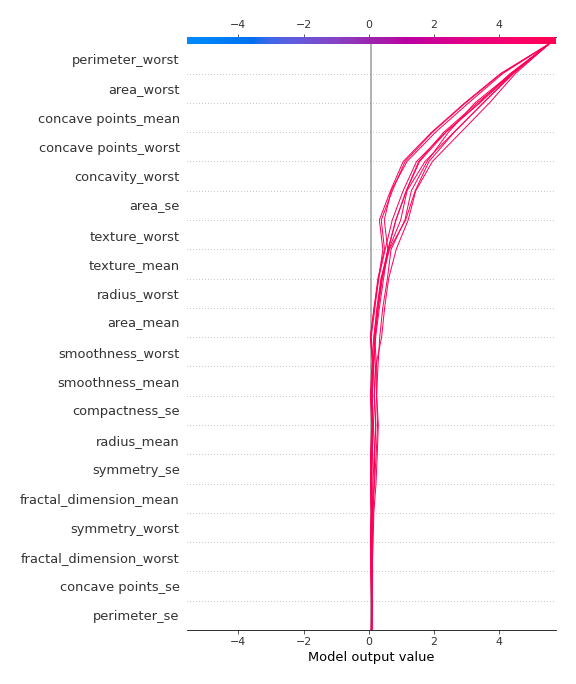 −4 −2 0 2 4
perimeter_worst
area_worst
concave points_mean
concave points_worst
concavity_worst
area_se
texture_worst
texture_mean
radius_worst
area_mean
smoothness_worst
smoothness_mean
compactness_se
radius_mean
symmetry_se
fractal_dimension_mean
symmetry_worst
fractal_dimension_worst
concave points_se
perimeter_se
−4 −2 0 2 4
Model output value